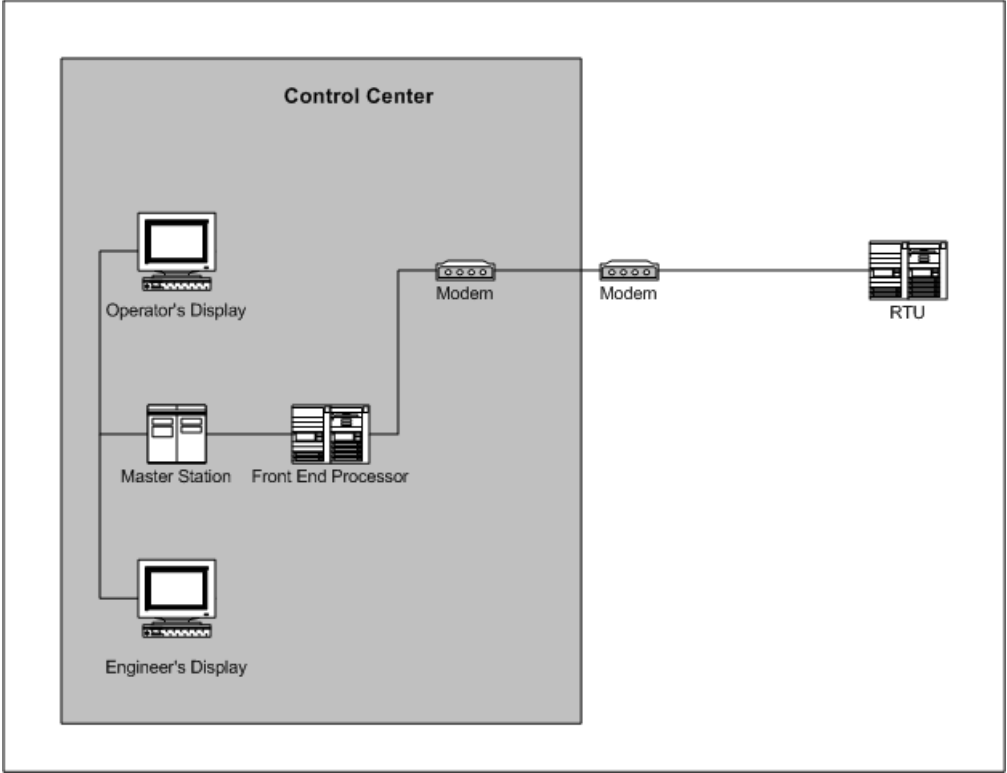 Control Center
Operator's Display
Modem
Modem
RTU
Master Station
Front End Processor
Engineer's Display